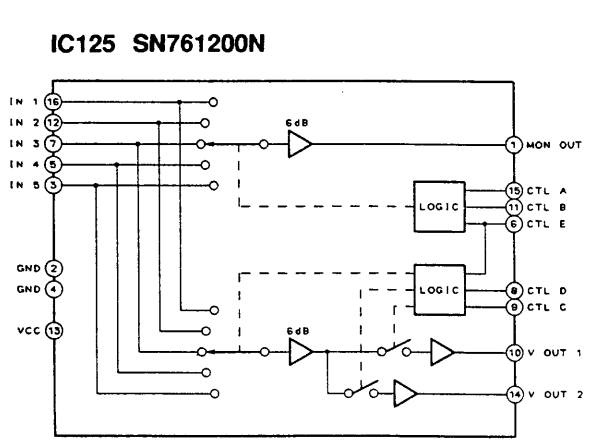 IC125 SN761200N
IN 1 16
IN 2 12
IN 3 7
IN 4 5
IN 5 3
GND 2
GND 4
VCC 13
6dB
1 MON OUT
LOGIC
15 CTL A
11 CTL B
6 CTL E
LOGIC
8 CTL D
9 CTL C
6dB
10 V OUT 1
14 V OUT 2